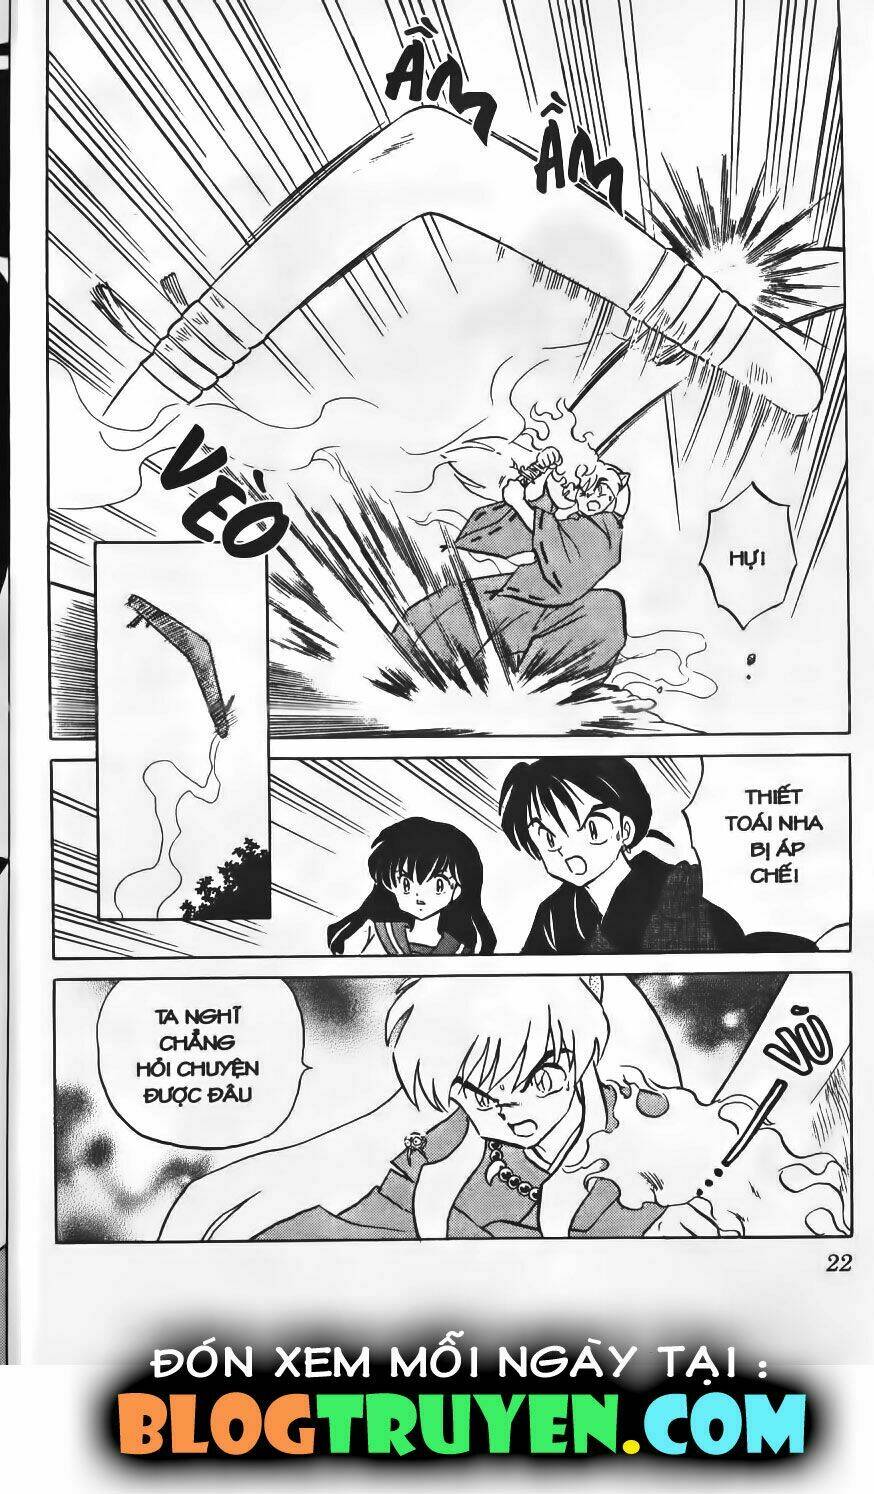 ẦM
ẦM
VEÒ
HỰ!
THIẾT
TOÁI NHA
BỊ ÁP
CHẾ!
TA NGHĨ
CHẲNG
HỎI CHUYỆN
ĐƯỢC ĐÂU
VÙ
22
ĐÓN XEM MỖI NGÀY TẠI :
BLOGTRUYEN.COM